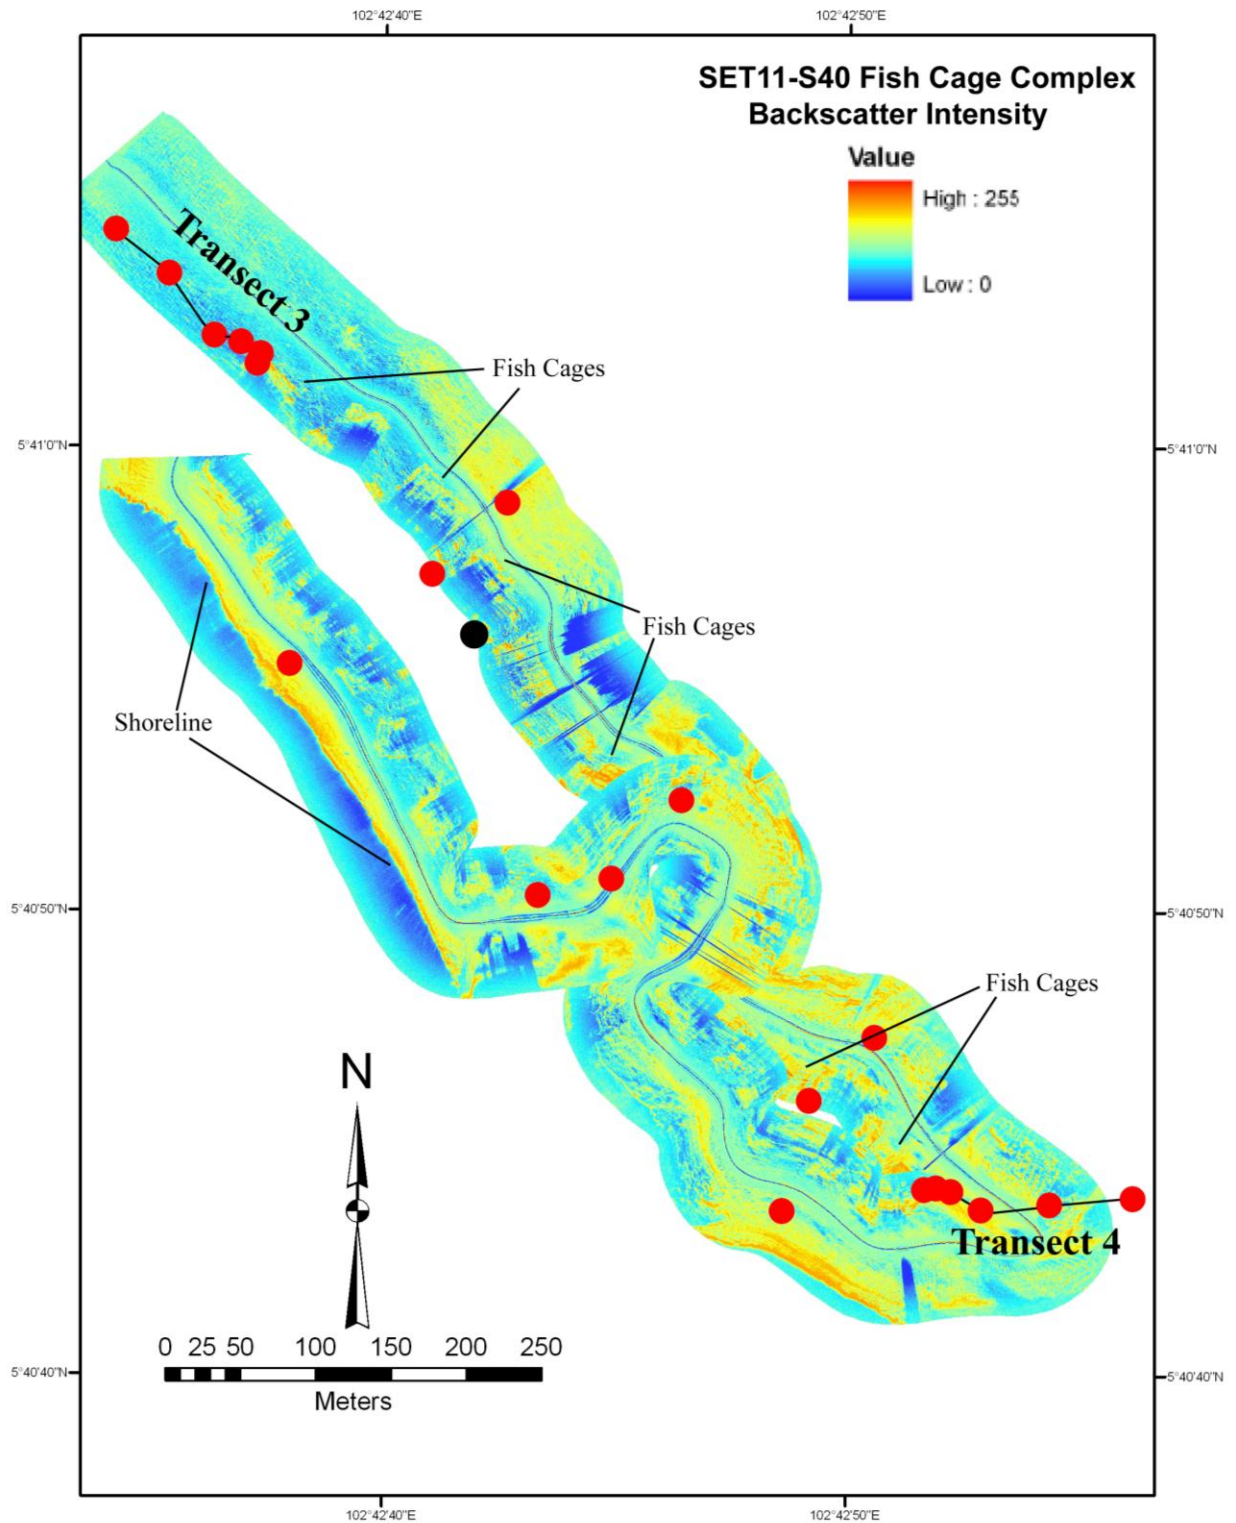 102°42'40"E
102°42'50"E
SET11-S40 Fish Cage Complex
Backscatter Intensity
Value
High : 255
Low : 0
Transect 3
Fish Cages
5°41'0"N
5°41'0"N
Fish Cages
Shoreline
5°40'50"N
5°40'50"N
Fish Cages
N
Transect 4
0 25 50 100 150 200 250
Meters
5°40'40"N
5°40'40"N
102°42'40"E
102°42'50"E